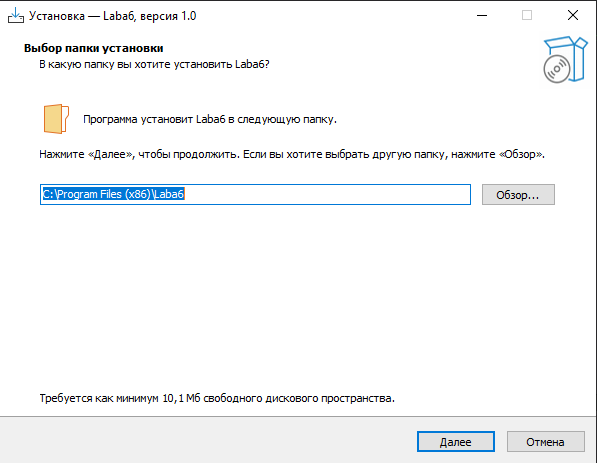 Установка — Laba6, версия 1.0
Выбор папки установки
В какую папку вы хотите установить Laba6?
Программа установит Laba6 в следующую папку.
Нажмите «Далее», чтобы продолжить. Если вы хотите выбрать другую папку, нажмите «Обзор».
C:\Program Files (x86)\Laba6
Обзор...
Требуется как минимум 10,1 Мб свободного дискового пространства.
Далее
Отмена